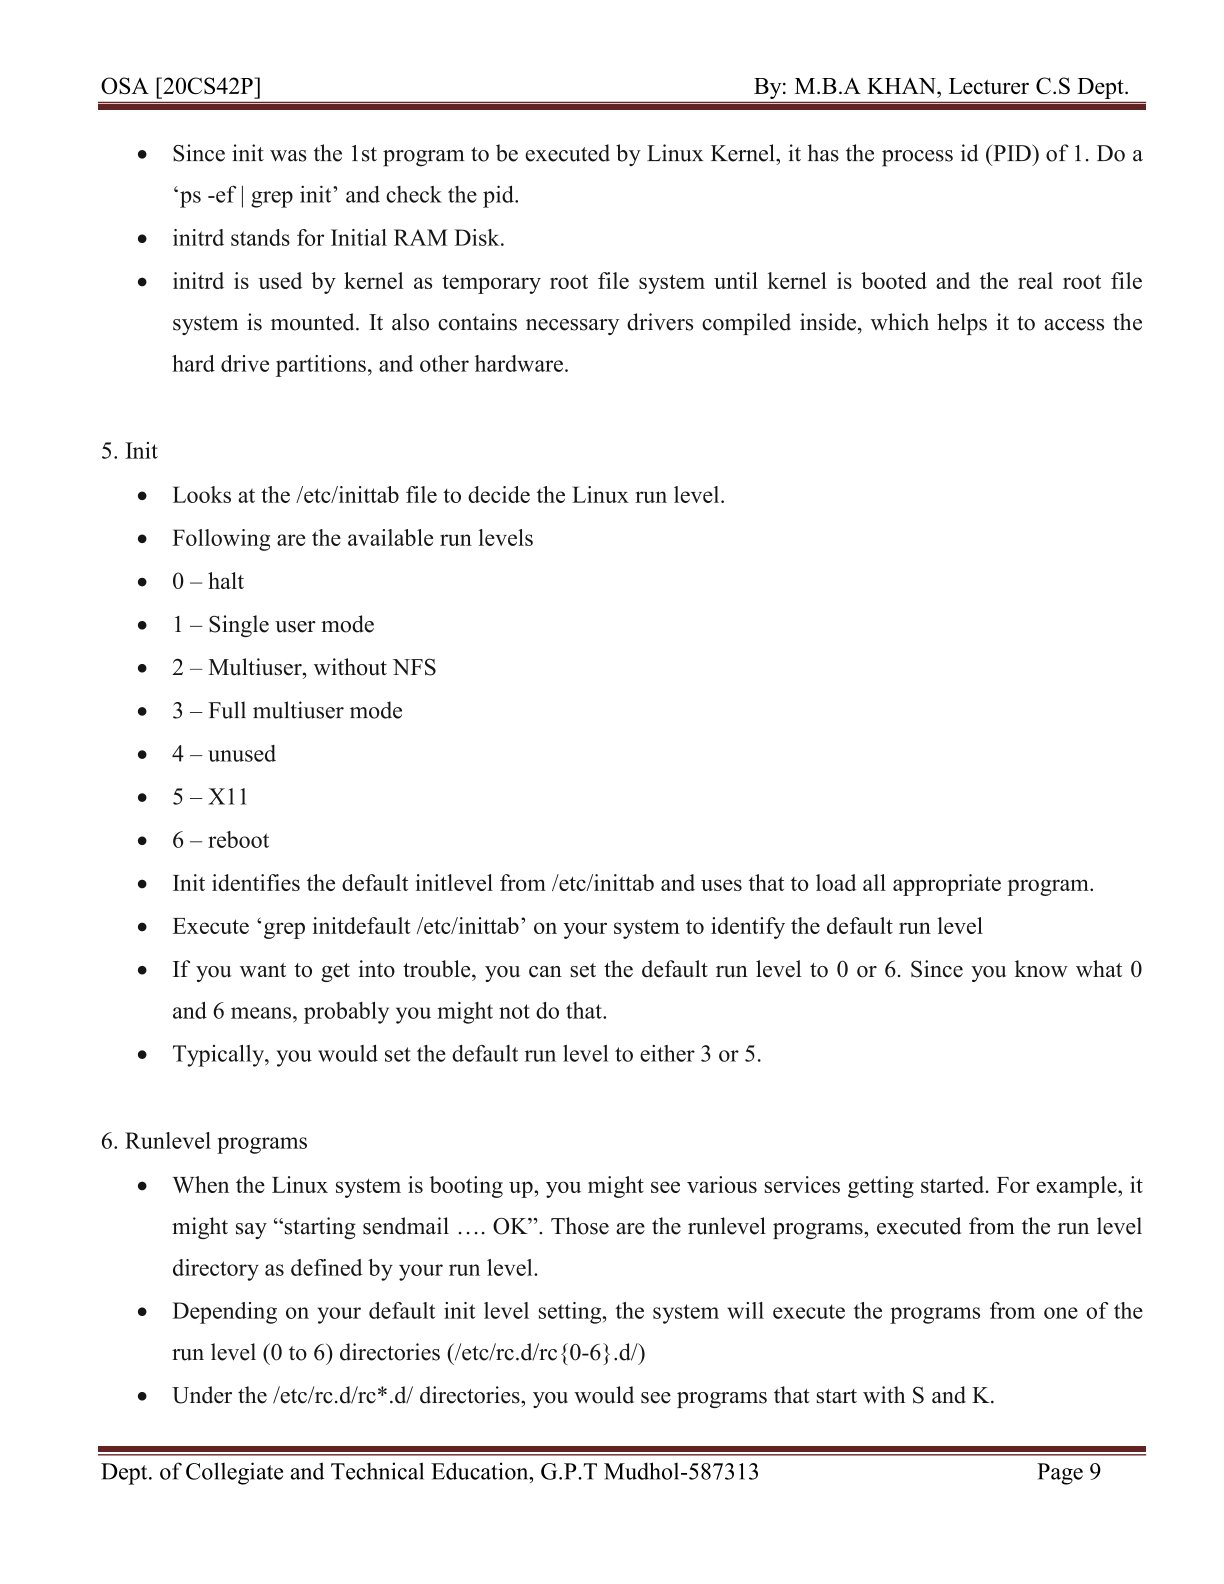 OSA [20CS42P] By: M.B.A KHAN, Lecturer C.S Dept.
• Since init was the 1st program to be executed by Linux Kernel, it has the process id (PID) of 1. Do a
‘ps -ef | grep init’ and check the pid.
• initrd stands for Initial RAM Disk.
• initrd is used by kernel as temporary root file system until kernel is booted and the real root file
system is mounted. It also contains necessary drivers compiled inside, which helps it to access the
hard drive partitions, and other hardware.
5. Init
• Looks at the /etc/inittab file to decide the Linux run level.
• Following are the available run levels
• 0 – halt
• 1 – Single user mode
• 2 – Multiuser, without NFS
• 3 – Full multiuser mode
• 4 – unused
• 5 – X11
• 6 – reboot
• Init identifies the default initlevel from /etc/inittab and uses that to load all appropriate program.
• Execute ‘grep initdefault /etc/inittab’ on your system to identify the default run level
• If you want to get into trouble, you can set the default run level to 0 or 6. Since you know what 0
and 6 means, probably you might not do that.
• Typically, you would set the default run level to either 3 or 5.
6. Runlevel programs
• When the Linux system is booting up, you might see various services getting started. For example, it
might say “starting sendmail …. OK”. Those are the runlevel programs, executed from the run level
directory as defined by your run level.
• Depending on your default init level setting, the system will execute the programs from one of the
run level (0 to 6) directories (/etc/rc.d/rc{0-6}.d/)
• Under the /etc/rc.d/rc*.d/ directories, you would see programs that start with S and K.
Dept. of Collegiate and Technical Education, G.P.T Mudhol-587313 Page 9